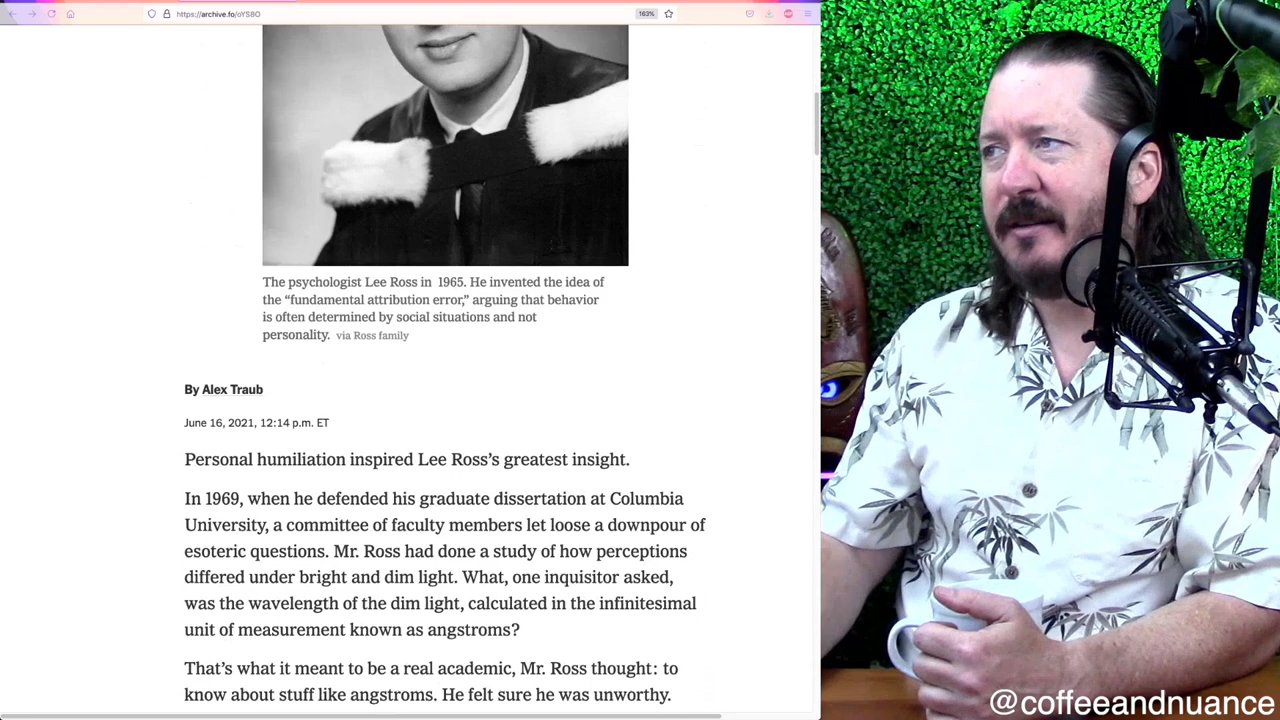 https://archive.fo/oYS8O
163%
The psychologist Lee Ross in 1965. He invented the idea of
the “fundamental attribution error,” arguing that behavior
is often determined by social situations and not
personality. via Ross family
By Alex Traub
June 16, 2021, 12:14 p.m. ET
Personal humiliation inspired Lee Ross’s greatest insight.
In 1969, when he defended his graduate dissertation at Columbia
University, a committee of faculty members let loose a downpour of
esoteric questions. Mr. Ross had done a study of how perceptions
differed under bright and dim light. What, one inquisitor asked,
was the wavelength of the dim light, calculated in the infinitesimal
unit of measurement known as angstroms?
That’s what it meant to be a real academic, Mr. Ross thought: to
know about stuff like angstroms. He felt sure he was unworthy.
@coffeeandnuance